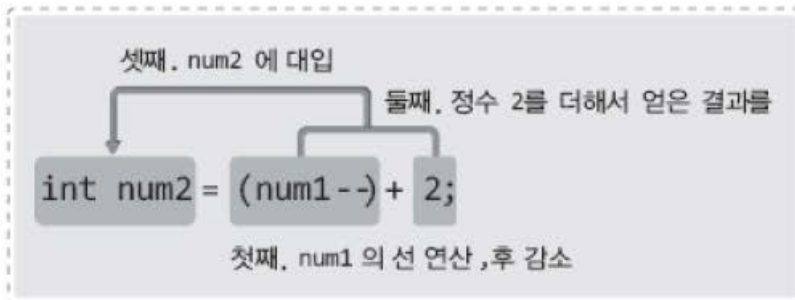 셋째. num2 에 대입
둘째. 정수 2를 더해서 얻은 결과를
int num2 = (num1--)+ 2;
첫째. num1 의 선 연산 ,후 감소